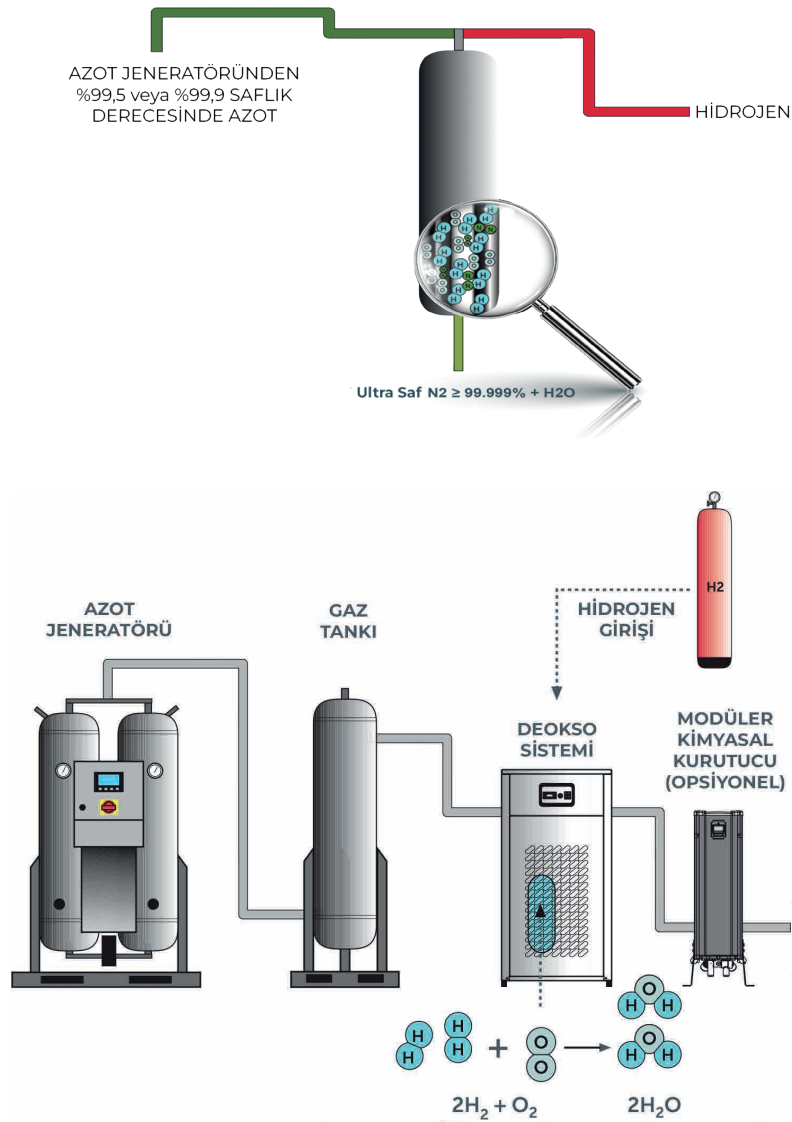 AZOT JENERATÖRÜNDEN
%99,5 veya %99,9 SAFLIK
DERECESİNDE AZOT
HİDROJEN
Ultra Saf N2 ≥ 99.999% + H2O
H2
AZOT
JENERATÖRÜ
GAZ
TANKI
HİDROJEN
GİRİŞİ
DEOKSO
SİSTEMİ
MODÜLER
KİMYASAL
KURUTUCU
(OPSİYONEL)
H H + O O
H H O
H O H
H O H
2H₂ + O₂
2H₂O